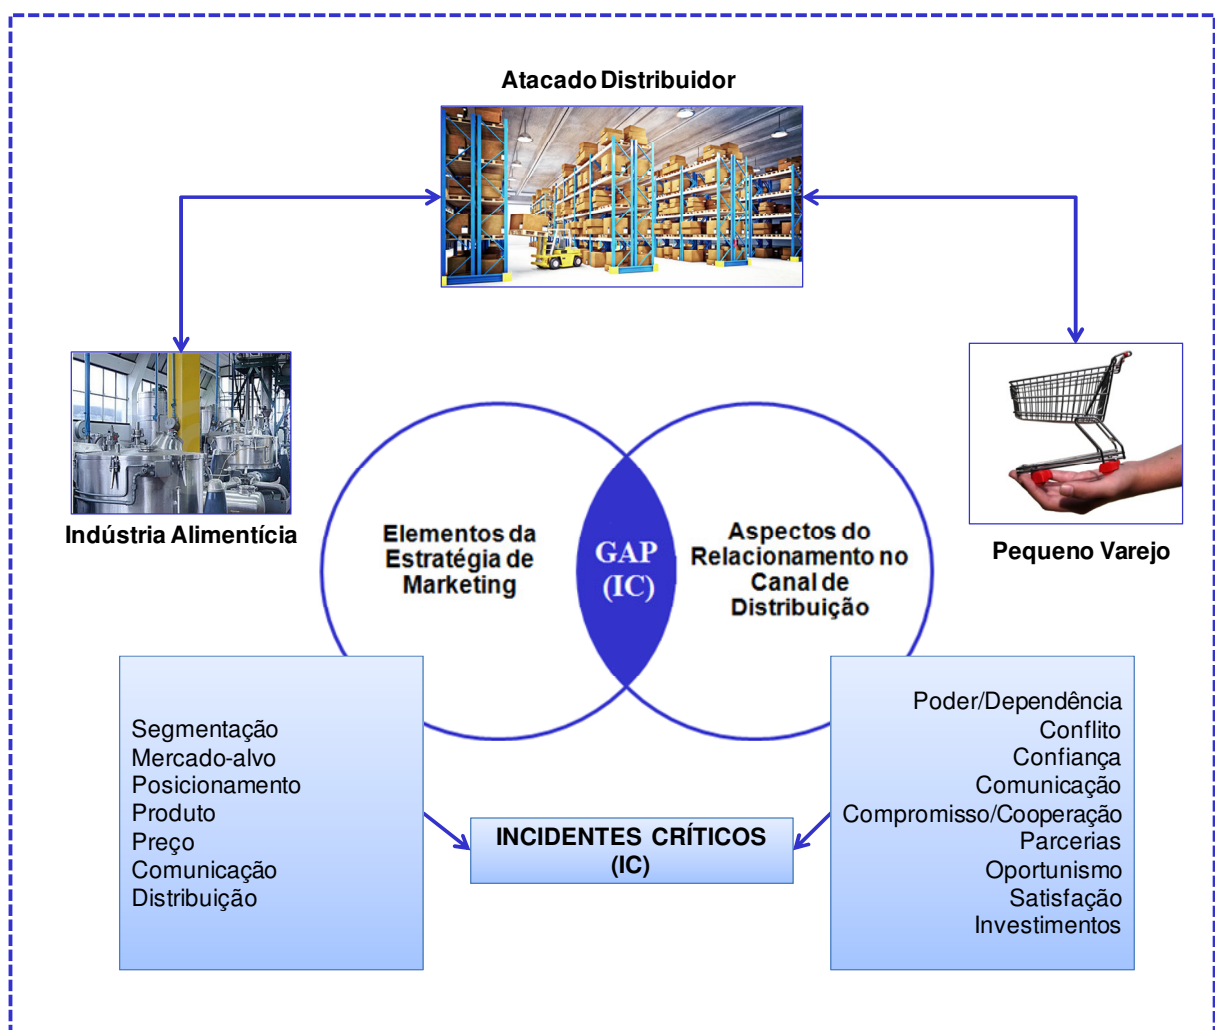 Atacado Distribuidor
Indústria Alimentícia
Pequeno Varejo
Elementos da
Estratégia de
Marketing
GAP
(IC)
Aspectos do
Relacionamento no
Canal de
Distribuição
Segmentação
Mercado-alvo
Posicionamento
Produto
Preço
Comunicação
Distribuição
INCIDENTES CRÍTICOS
(IC)
Poder/Dependência
Conflito
Confiança
Comunicação
Compromisso/Cooperação
Parcerias
Oportunismo
Satisfação
Investimentos